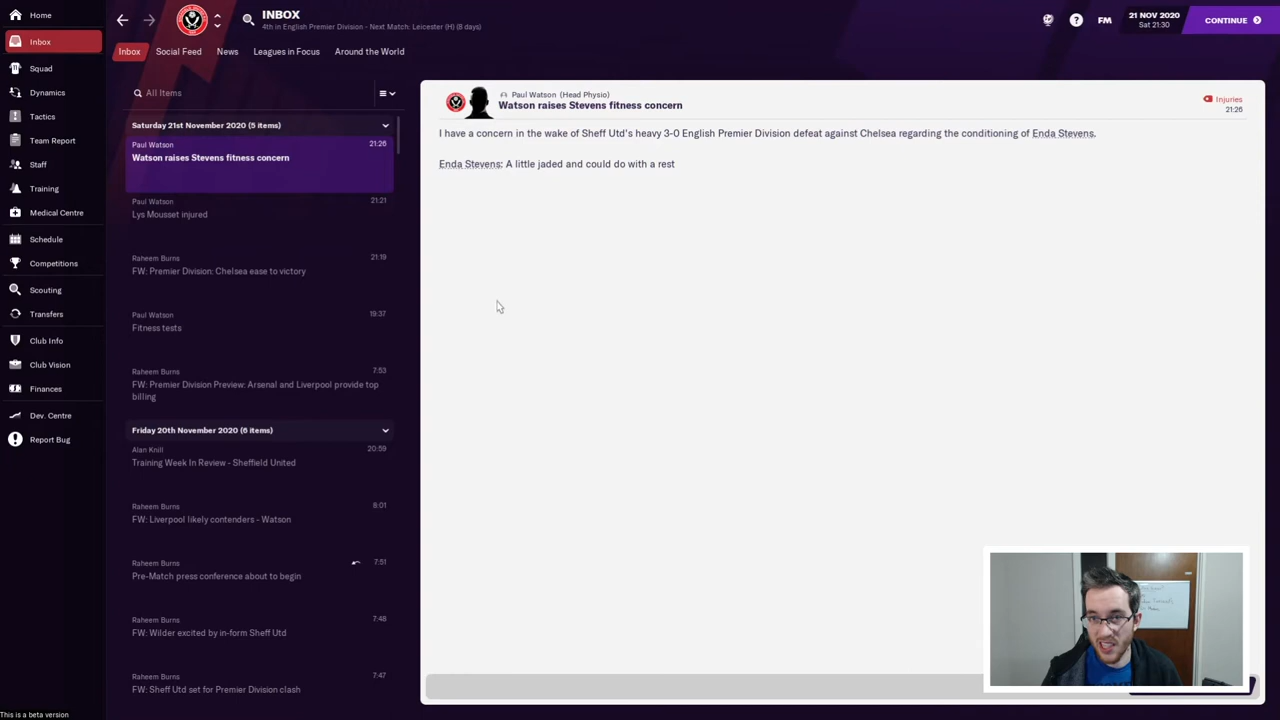 Home
Inbox
Squad
Dynamics
Tactics
Team Report
Staff
Training
Medical Centre
Schedule
Competitions
Scouting
Transfers
Club Info
Club Vision
Finances
Dev. Centre
Report Bug
This is a beta version
INBOX
4th in English Premier Division - Next Match: Leicester (H) (8 days)
FM
21 NOV 2020
Sat 21:30
CONTINUE
Inbox
Social Feed
News
Leagues in Focus
Around the World
All Items
Saturday 21st November 2020 (5 items)
Paul Watson
21:26
Watson raises Stevens fitness concern
Paul Watson
21:21
Lys Mousset injured
Raheem Burns
21:19
FW: Premier Division: Chelsea ease to victory
Paul Watson
19:37
Fitness tests
Raheem Burns
7:53
FW: Premier Division Preview: Arsenal and Liverpool provide top
billing
Friday 20th November 2020 (6 items)
Alan Knill
20:59
Training Week In Review - Sheffield United
Raheem Burns
8:01
FW: Liverpool likely contenders - Watson
Raheem Burns
7:51
Pre-Match press conference about to begin
Raheem Burns
7:48
FW: Wilder excited by in-form Sheff Utd
Raheem Burns
7:47
FW: Sheff Utd set for Premier Division clash
Paul Watson (Head Physio)
Watson raises Stevens fitness concern
Injuries
21:26
I have a concern in the wake of Sheff Utd's heavy 3-0 English Premier Division defeat against Chelsea regarding the conditioning of Enda Stevens.
Enda Stevens: A little jaded and could do with a rest